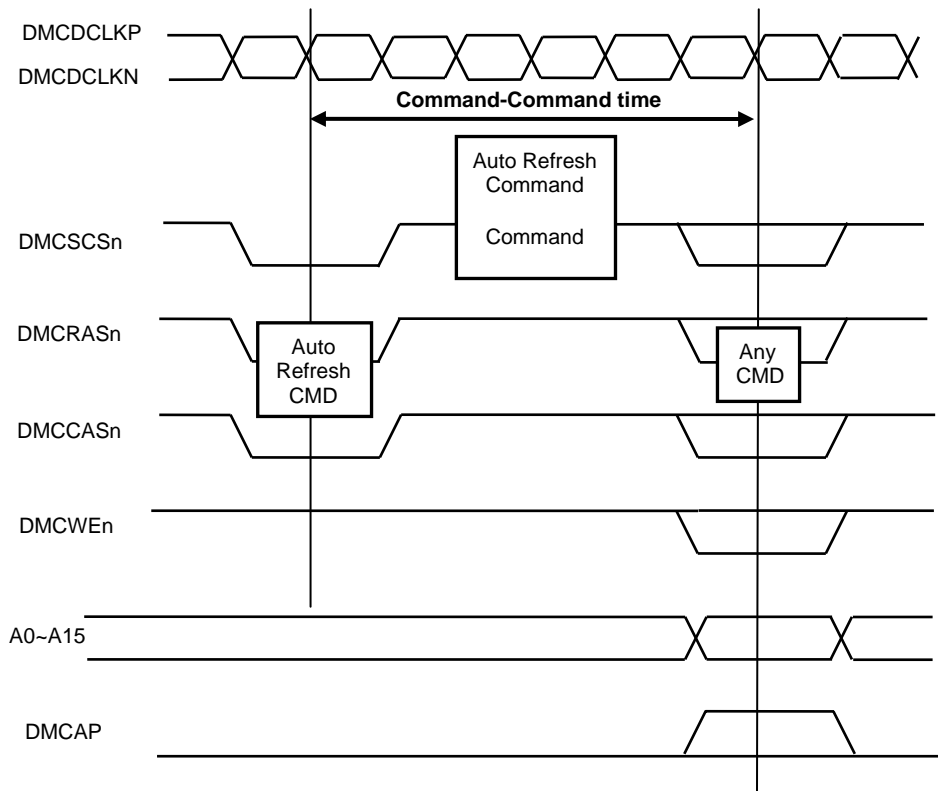 DMCDCLKP
DMCDCLKN
Command-Command time
Auto Refresh
Command
Command
DMCSCSn
DMCRASn
Auto
Refresh
CMD
Any
CMD
DMCCASn
DMCWEn
A0~A15
DMCAP